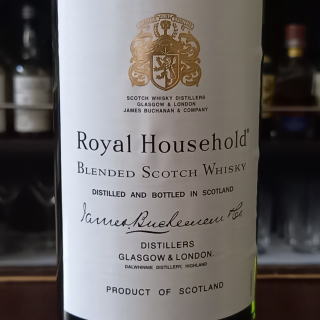 SCOTCH WHISKY DISTILLERS
GLASGOW & LONDON
JAMES BUCHANAN & COMPANY
Royal Household®
BLENDED SCOTCH WHISKY
DISTILLED AND BOTTLED IN SCOTLAND
James Buchanan & Co.
DISTILLERS
GLASGOW & LONDON.
DALWHINNIE DISTILLERY, HIGHLAND
PRODUCT OF SCOTLAND